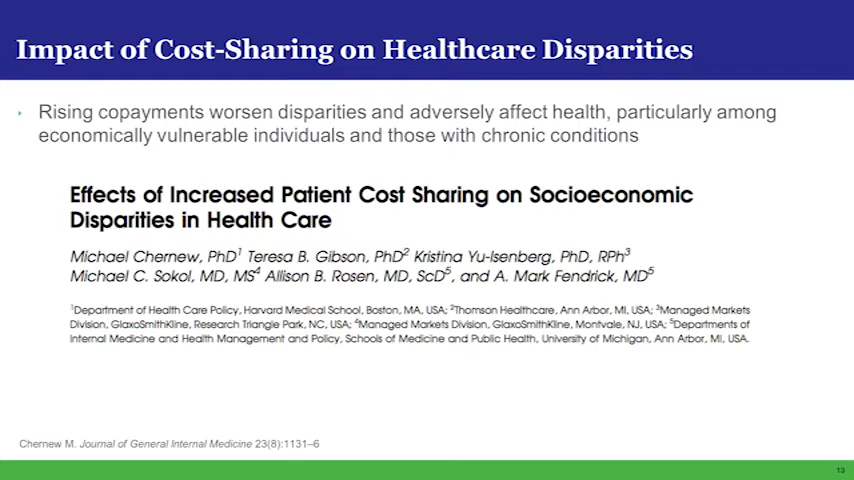 Impact of Cost-Sharing on Healthcare Disparities
Rising copayments worsen disparities and adversely affect health, particularly among
economically vulnerable individuals and those with chronic conditions
Effects of Increased Patient Cost Sharing on Socioeconomic
Disparities in Health Care
Michael Chernew, PhD1 Teresa B. Gibson, PhD2 Kristina Yu-Isenberg, PhD, RPh3
Michael C. Sokol, MD, MS4 Allison B. Rosen, MD, ScD5, and A. Mark Fendrick, MD5
1Department of Health Care Policy, Harvard Medical School, Boston, MA, USA; 2Thomson Healthcare, Ann Arbor, MI, USA; 3Managed Markets
Division, GlaxoSmithKline, Research Triangle Park, NC, USA; 4Managed Markets Division, GlaxoSmithKline, Montvale, NJ, USA; 5Departments of
Internal Medicine and Health Management and Policy, Schools of Medicine and Public Health, University of Michigan, Ann Arbor, MI, USA.
Chernew M. Journal of General Internal Medicine 23(8):1131–6
13